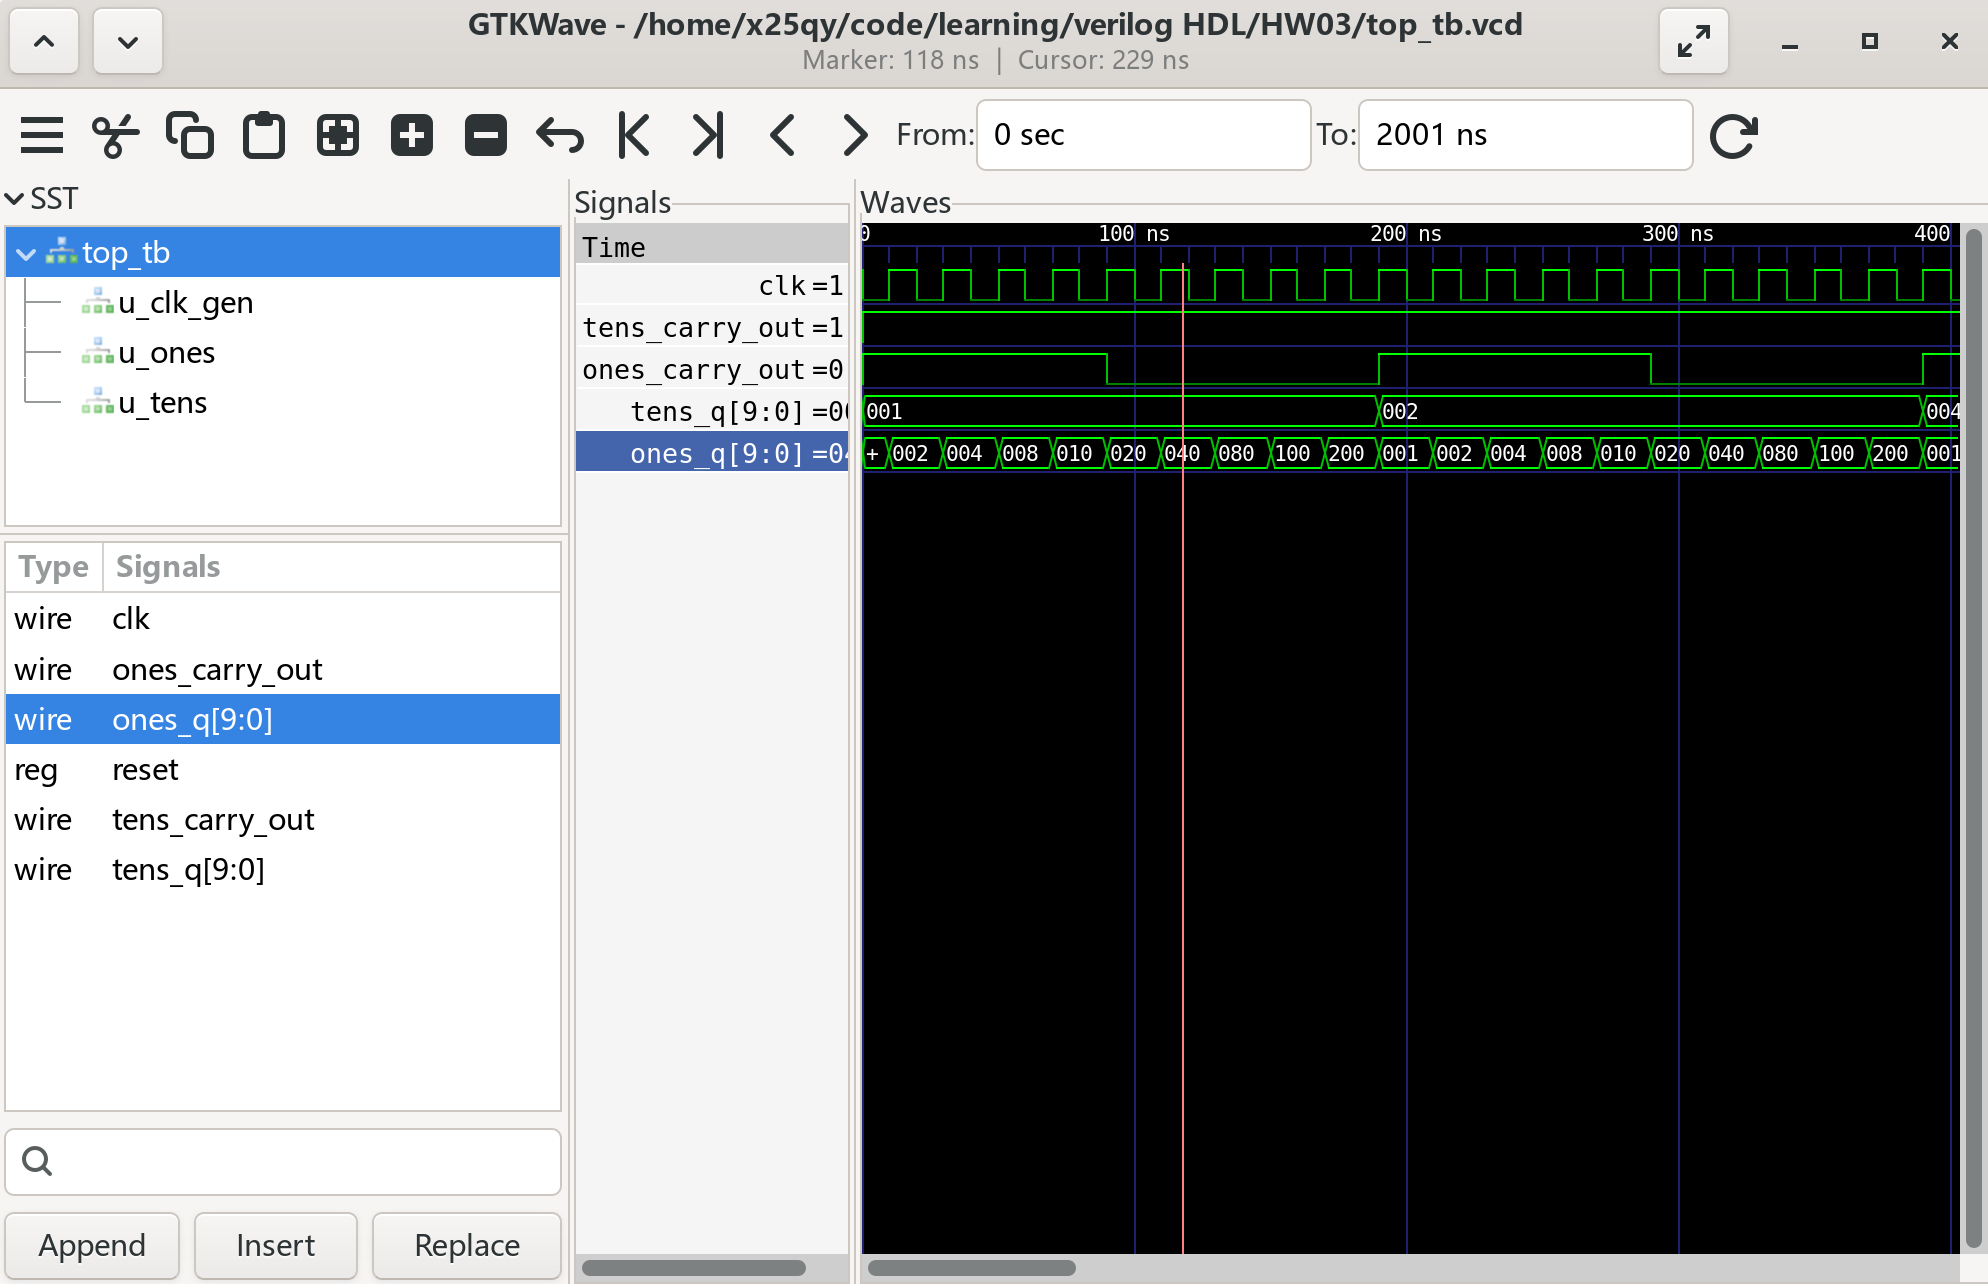 GTKWave - /home/x25qy/code/learning/verilog HDL/HW03/top_tb.vcd
Marker: 118 ns | Cursor: 229 ns
From: 0 sec To: 2001 ns
SST
top_tb
u_clk_gen
u_ones
u_tens
Type Signals
wire clk
wire ones_carry_out
wire ones_q[9:0]
reg reset
wire tens_carry_out
wire tens_q[9:0]
Append Insert Replace
Signals
Time
clk =1
tens_carry_out =1
ones_carry_out =0
tens_q[9:0] =00
ones_q[9:0] =04
Waves
0 100 ns 200 ns 300 ns 400
001 002 004
+ 002 004 008 010 020 040 080 100 200 001 002 004 008 010 020 040 080 100 200 001